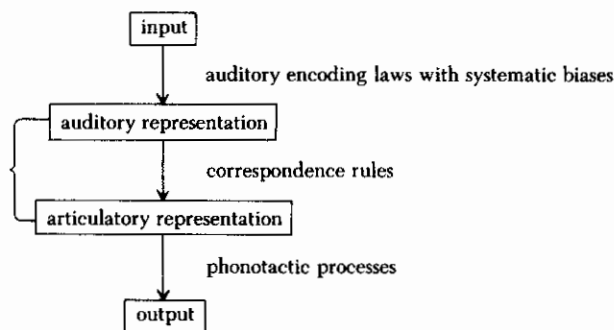 input
auditory encoding laws with systematic biases
auditory representation
correspondence rules
articulatory representation
phonotactic processes
output